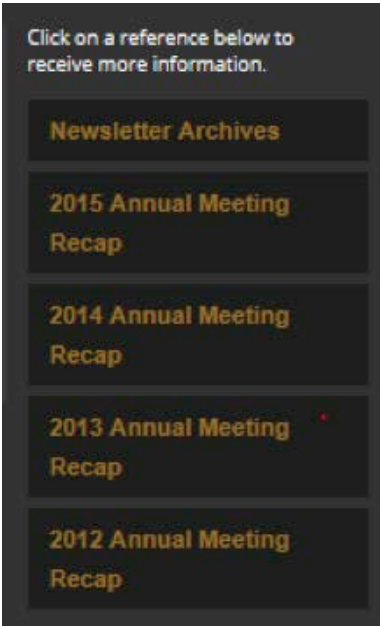 Click on a reference below to
receive more information.
Newsletter Archives
2015 Annual Meeting
Recap
2014 Annual Meeting
Recap
2013 Annual Meeting
Recap
2012 Annual Meeting
Recap